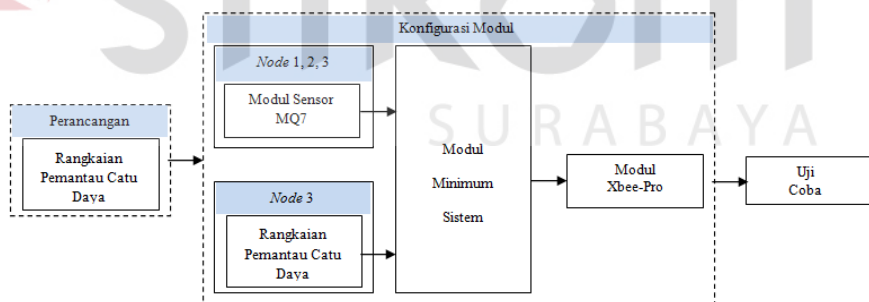 Konfigurasi Modul
Perancangan
Rangkaian
Pemantau Catu
Daya
Node 1, 2, 3
Modul Sensor
MQ7
Node 3
Rangkaian
Pemantau Catu
Daya
Modul
Minimum
Sistem
Modul
Xbee-Pro
Uji
Coba
SURABAYA